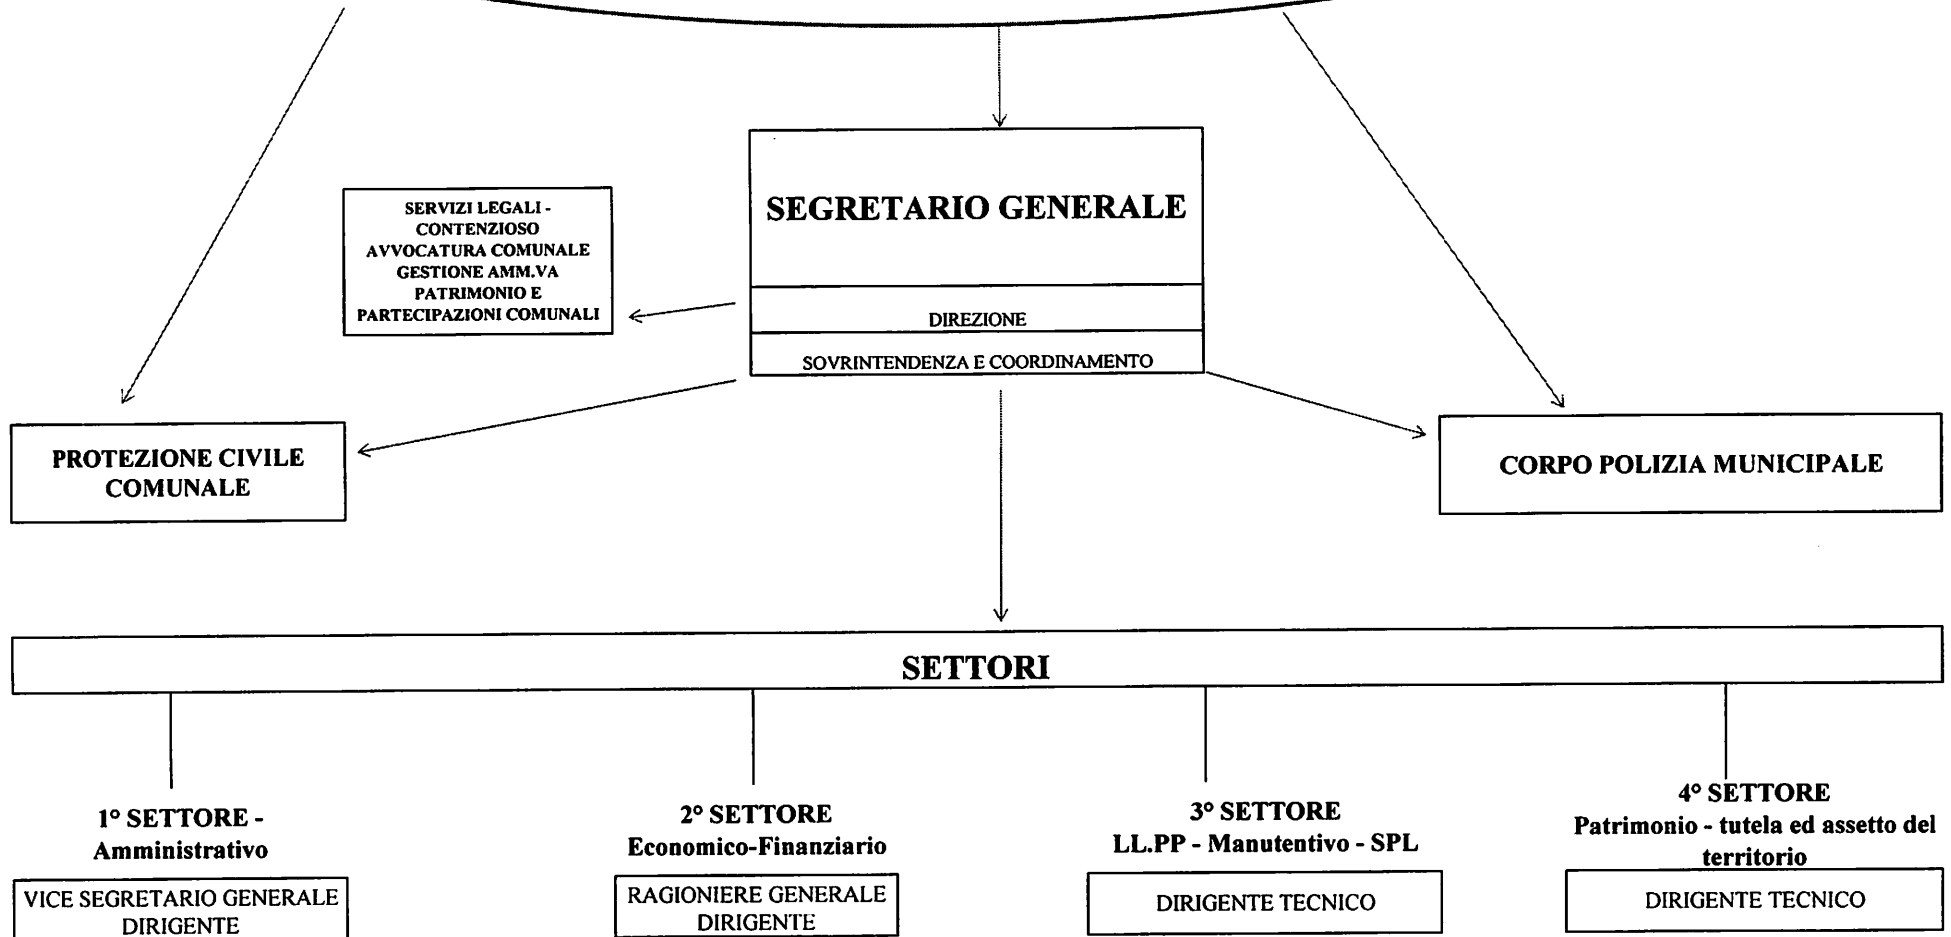 SEGRETARIO GENERALE
DIREZIONE
SOVRINTENDENZA E COORDINAMENTO
SERVIZI LEGALI -
CONTENZIOSO
AVVOCATURA COMUNALE
GESTIONE AMM.VA
PATRIMONIO E
PARTECIPAZIONI COMUNALI
PROTEZIONE CIVILE
COMUNALE
CORPO POLIZIA MUNICIPALE
SETTORI
1° SETTORE -
Amministrativo
VICE SEGRETARIO GENERALE
DIRIGENTE
2° SETTORE
Economico-Finanziario
RAGIONIERE GENERALE
DIRIGENTE
3° SETTORE
LL.PP - Manutentivo - SPL
DIRIGENTE TECNICO
4° SETTORE
Patrimonio - tutela ed assetto del
territorio
DIRIGENTE TECNICO